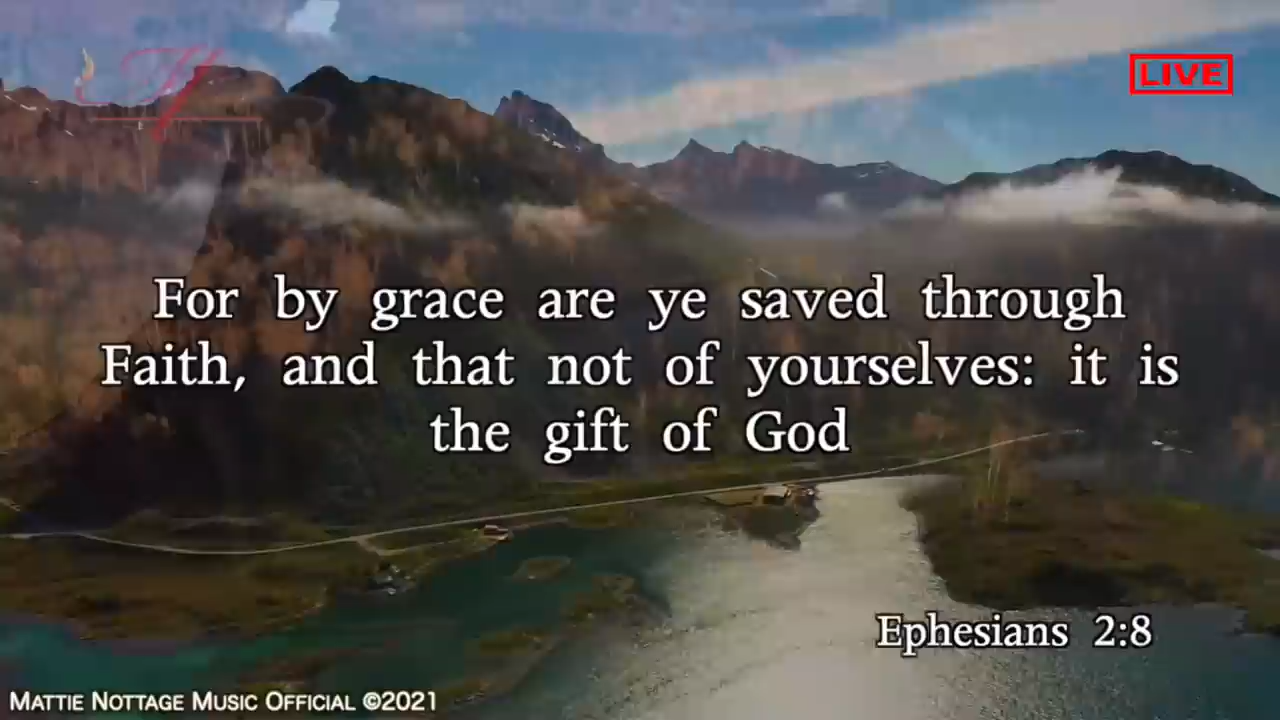 LIVE
For by grace are ye saved through
Faith, and that not of yourselves: it is
the gift of God
Ephesians 2:8
MATTIE NOTTAGE MUSIC OFFICIAL ©2021